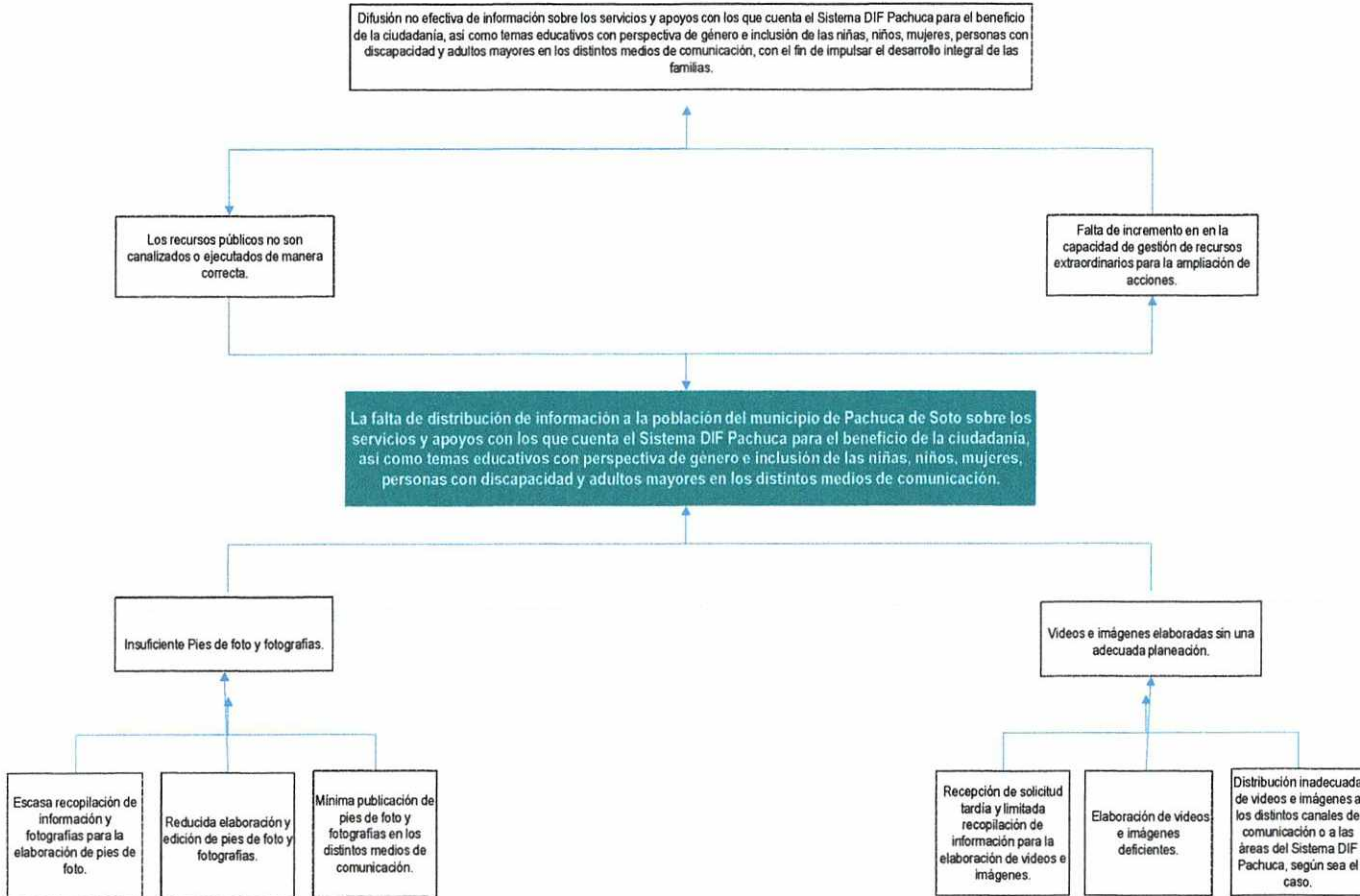 Difusión no efectiva de información sobre los servicios y apoyos con los que cuenta el Sistema DIF Pachuca para el beneficio
de la ciudadanía, asi como temas educativos con perspectiva de género e inclusión de las niñas, niños, mujeres, personas con
discapacidad y adultos mayores en los distintos medios de comunicación, con el fin de impulsar el desarrollo integral de las
familias.
Los recursos públicos no son
canalizados o ejecutados de manera
correcta.
Falta de incremento en en la
capacidad de gestión de recursos
extraordinarios para la ampliación de
acciones.
La falta de distribución de información a la población del municipio de Pachuca de Soto sobre los
servicios y apoyos con los que cuenta el Sistema DIF Pachuca para el beneficio de la ciudadanía,
asi como temas educativos con perspectiva de género e inclusión de las niñas, niños, mujeres,
personas con discapacidad y adultos mayores en los distintos medios de comunicación.
Insuficiente Pies de foto y fotografías.
Videos e imágenes elaboradas sin una
adecuada planeación.
Escasa recopilación de
información y
fotografías para la
elaboración de pies de
foto.
Reducida elaboración y
edición de pies de foto y
fotografías.
Mínima publicación de
pies de foto y
fotografías en los
distintos medios de
comunicación.
Recepción de solicitud
tardía y limitada
recopilación de
información para la
elaboración de videos e
imágenes.
Elaboración de videos
e imágenes
deficientes.
Distribución inadecuada
de videos e imágenes a
los distintos canales de
comunicación o a las
áreas del Sistema DIF
Pachuca, según sea el
caso.